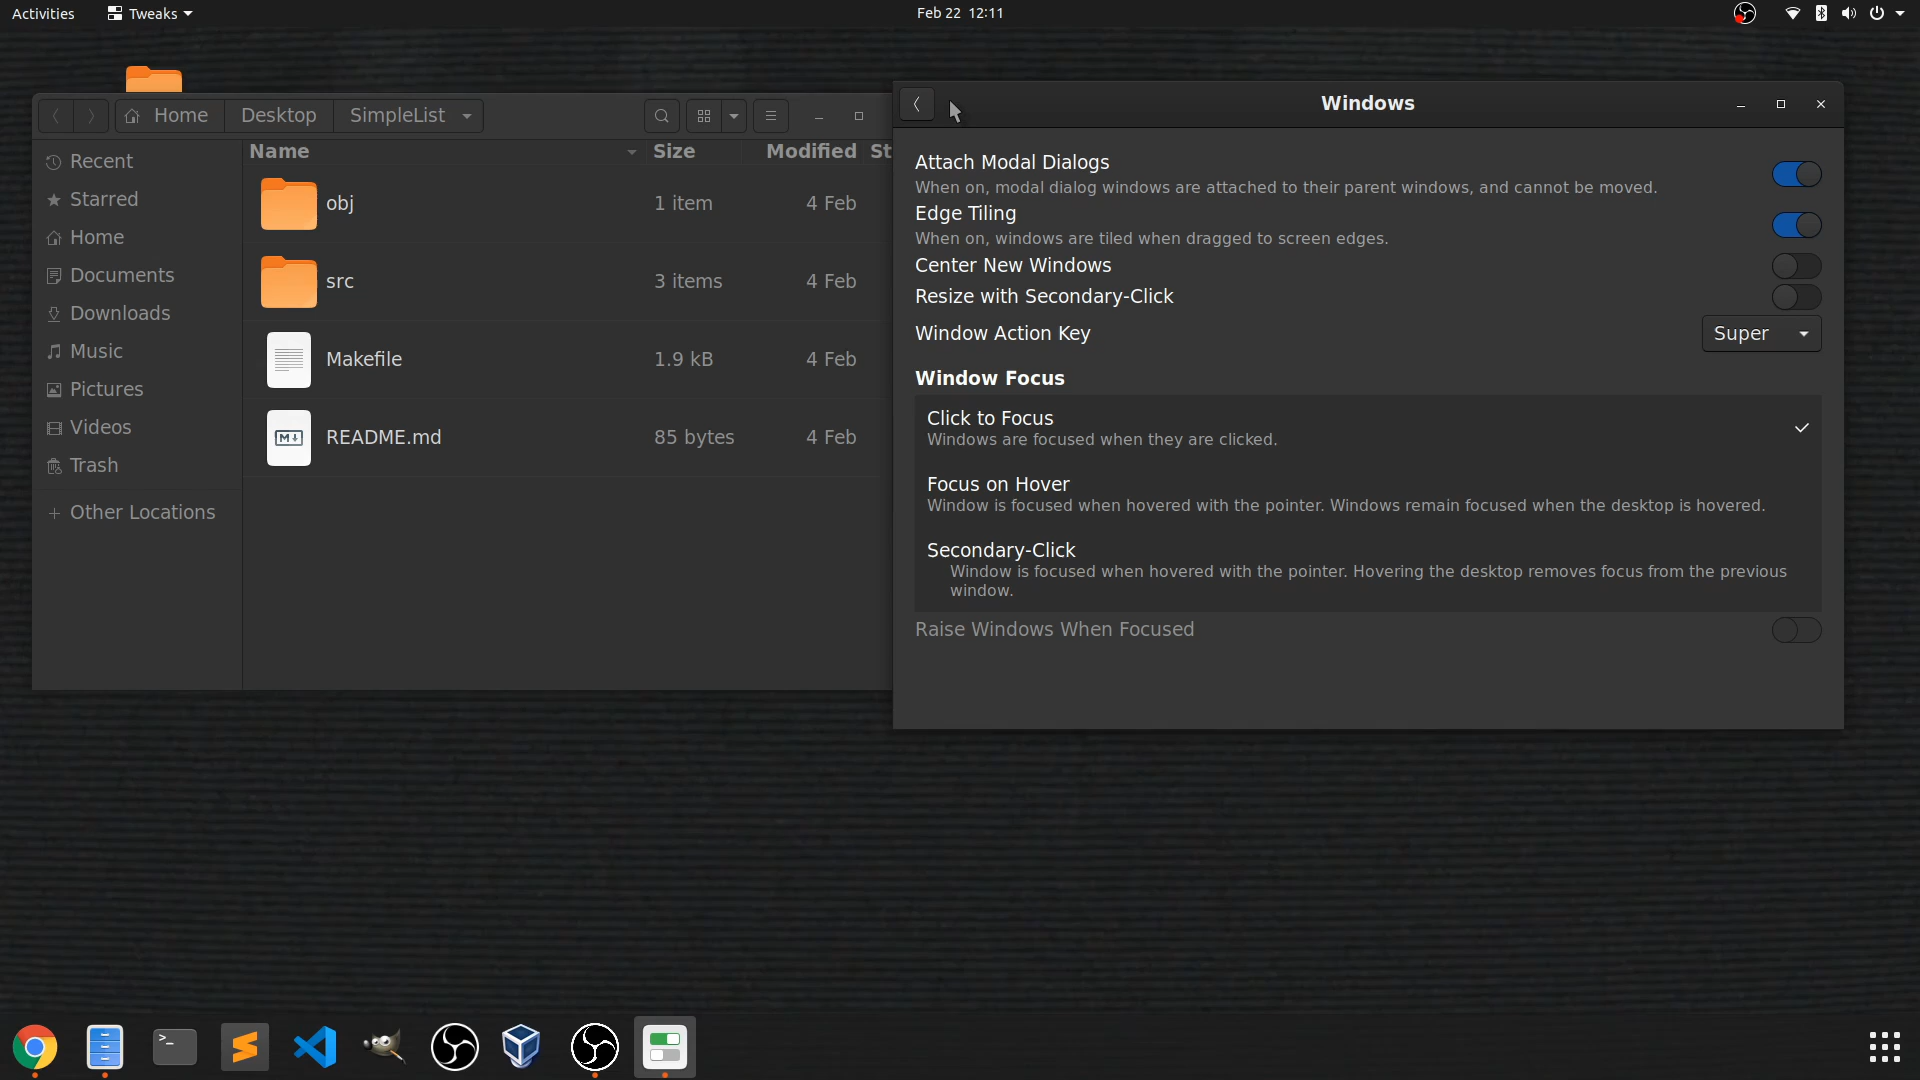 Activities
Tweaks
Feb 22 12:11
Home
Desktop
SimpleList
Recent
Starred
Home
Documents
Downloads
Music
Pictures
Videos
Trash
Other Locations
Name Size Modified St
obj 1 item 4 Feb
src 3 items 4 Feb
Makefile 1.9 kB 4 Feb
README.md 85 bytes 4 Feb
Windows
Attach Modal Dialogs
When on, modal dialog windows are attached to their parent windows, and cannot be moved.
Edge Tiling
When on, windows are tiled when dragged to screen edges.
Center New Windows
Resize with Secondary-Click
Window Action Key
Super
Window Focus
Click to Focus
Windows are focused when they are clicked.
Focus on Hover
Window is focused when hovered with the pointer. Windows remain focused when the desktop is hovered.
Secondary-Click
Window is focused when hovered with the pointer. Hovering the desktop removes focus from the previous
window.
Raise Windows When Focused